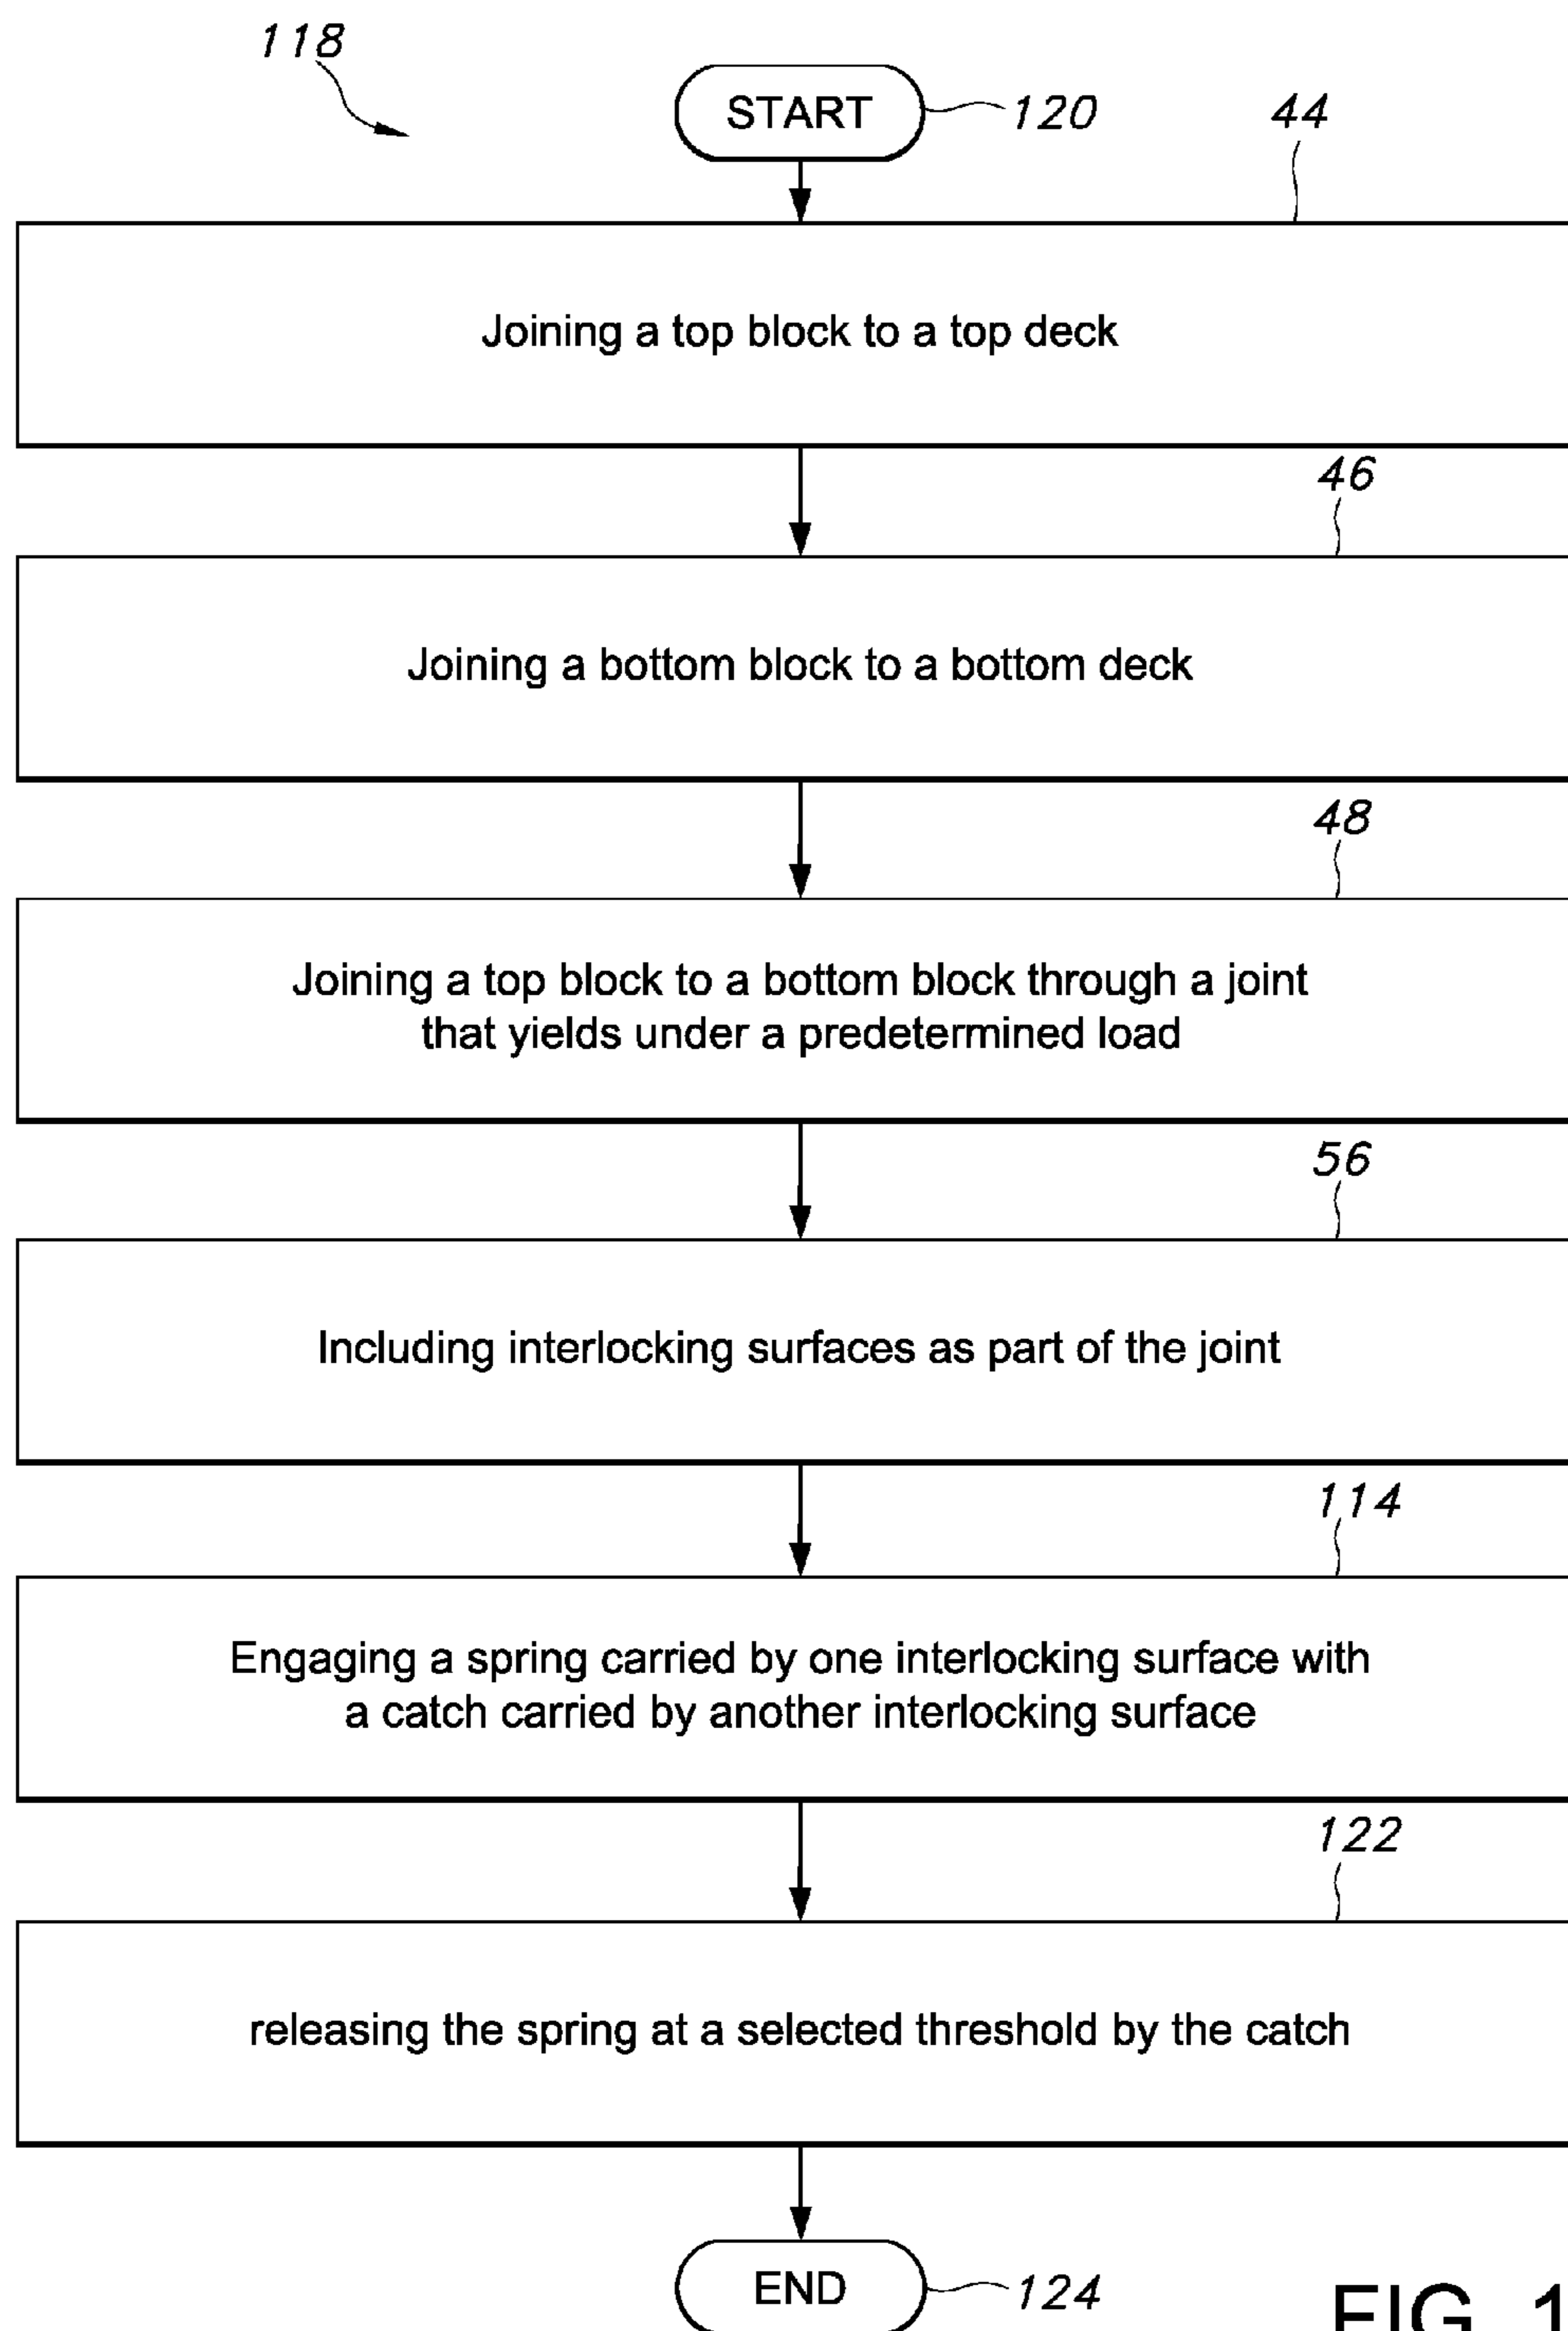 118
START
120
44
Joining a top block to a top deck
46
Joining a bottom block to a bottom deck
48
Joining a top block to a bottom block through a joint
that yields under a predetermined load
56
Including interlocking surfaces as part of the joint
114
Engaging a spring carried by one interlocking surface with
a catch carried by another interlocking surface
122
releasing the spring at a selected threshold by the catch
END
124
FIG. 1